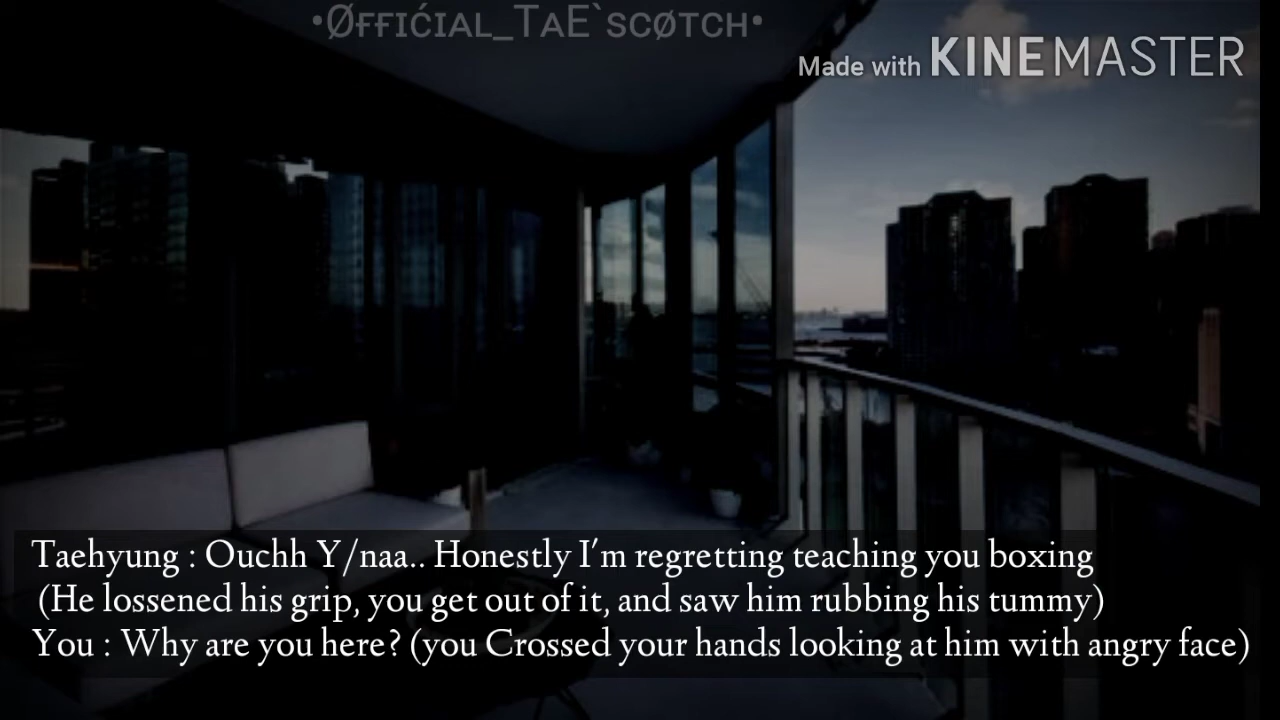 •Øғғıćıᴀʟ_TᴀE`sᴄøᴛᴄʜ•
Made with KINEMASTER
Taehyung : Ouchh Y/naa.. Honestly I'm regretting teaching you boxing
(He lossened his grip, you get out of it, and saw him rubbing his tummy)
You : Why are you here? (you Crossed your hands looking at him with angry face)